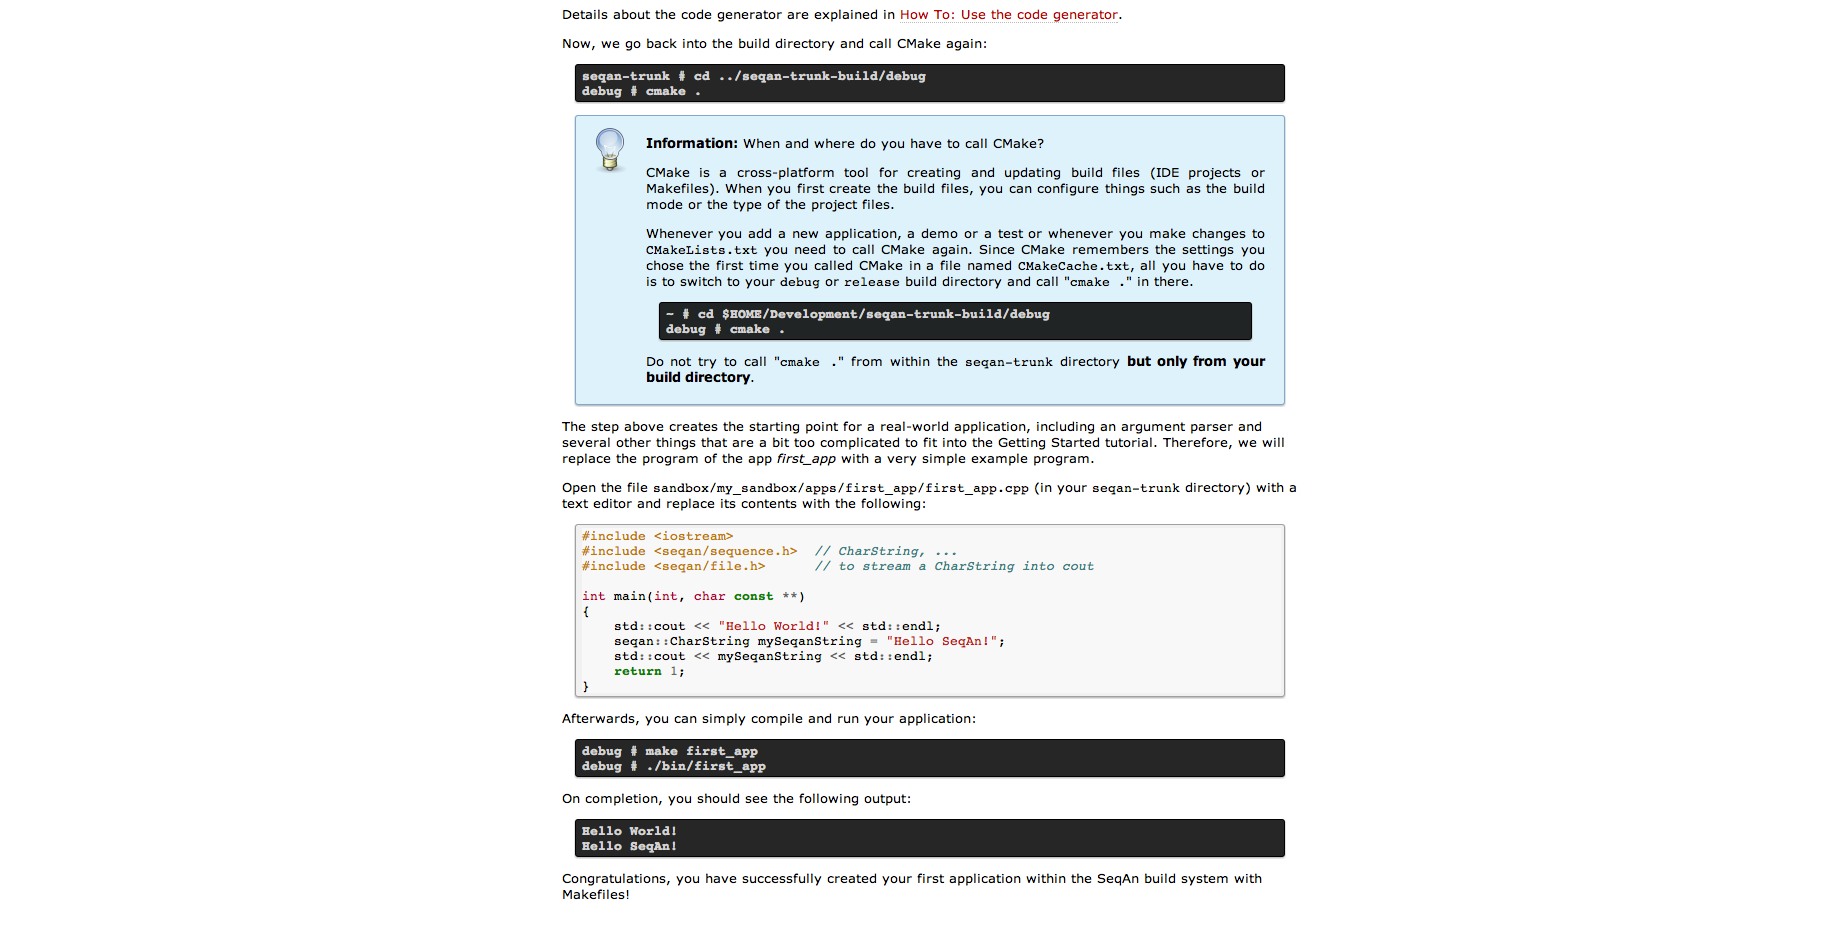 Details about the code generator are explained in How To: Use the code generator.
Now, we go back into the build directory and call CMake again:
seqan-trunk # cd ../seqan-trunk-build/debug
debug # cmake .
Information: When and where do you have to call CMake?
CMake is a cross-platform tool for creating and updating build files (IDE projects or
Makefiles). When you first create the build files, you can configure things such as the build
mode or the type of the project files.
Whenever you add a new application, a demo or a test or whenever you make changes to
CMakeLists.txt you need to call CMake again. Since CMake remembers the settings you
chose the first time you called CMake in a file named CMakeCache.txt, all you have to do
is to switch to your debug or release build directory and call "cmake ." in there.
~ # cd $HOME/Development/seqan-trunk-build/debug
debug # cmake .
Do not try to call "cmake ." from within the seqan-trunk directory but only from your
build directory.
The step above creates the starting point for a real-world application, including an argument parser and
several other things that are a bit too complicated to fit into the Getting Started tutorial. Therefore, we will
replace the program of the app first_app with a very simple example program.
Open the file sandbox/my_sandbox/apps/first_app/first_app.cpp (in your seqan-trunk directory) with a
text editor and replace its contents with the following:
#include <iostream>
#include <seqan/sequence.h>  // CharString, ...
#include <seqan/file.h>      // to stream a CharString into cout
int main(int, char const **)
{
    std::cout << "Hello World!" << std::endl;
    seqan::CharString mySeqanString = "Hello SeqAn!";
    std::cout << mySeqanString << std::endl;
    return 1;
}
Afterwards, you can simply compile and run your application:
debug # make first_app
debug # ./bin/first_app
On completion, you should see the following output:
Hello World!
Hello SeqAn!
Congratulations, you have successfully created your first application within the SeqAn build system with
Makefiles!